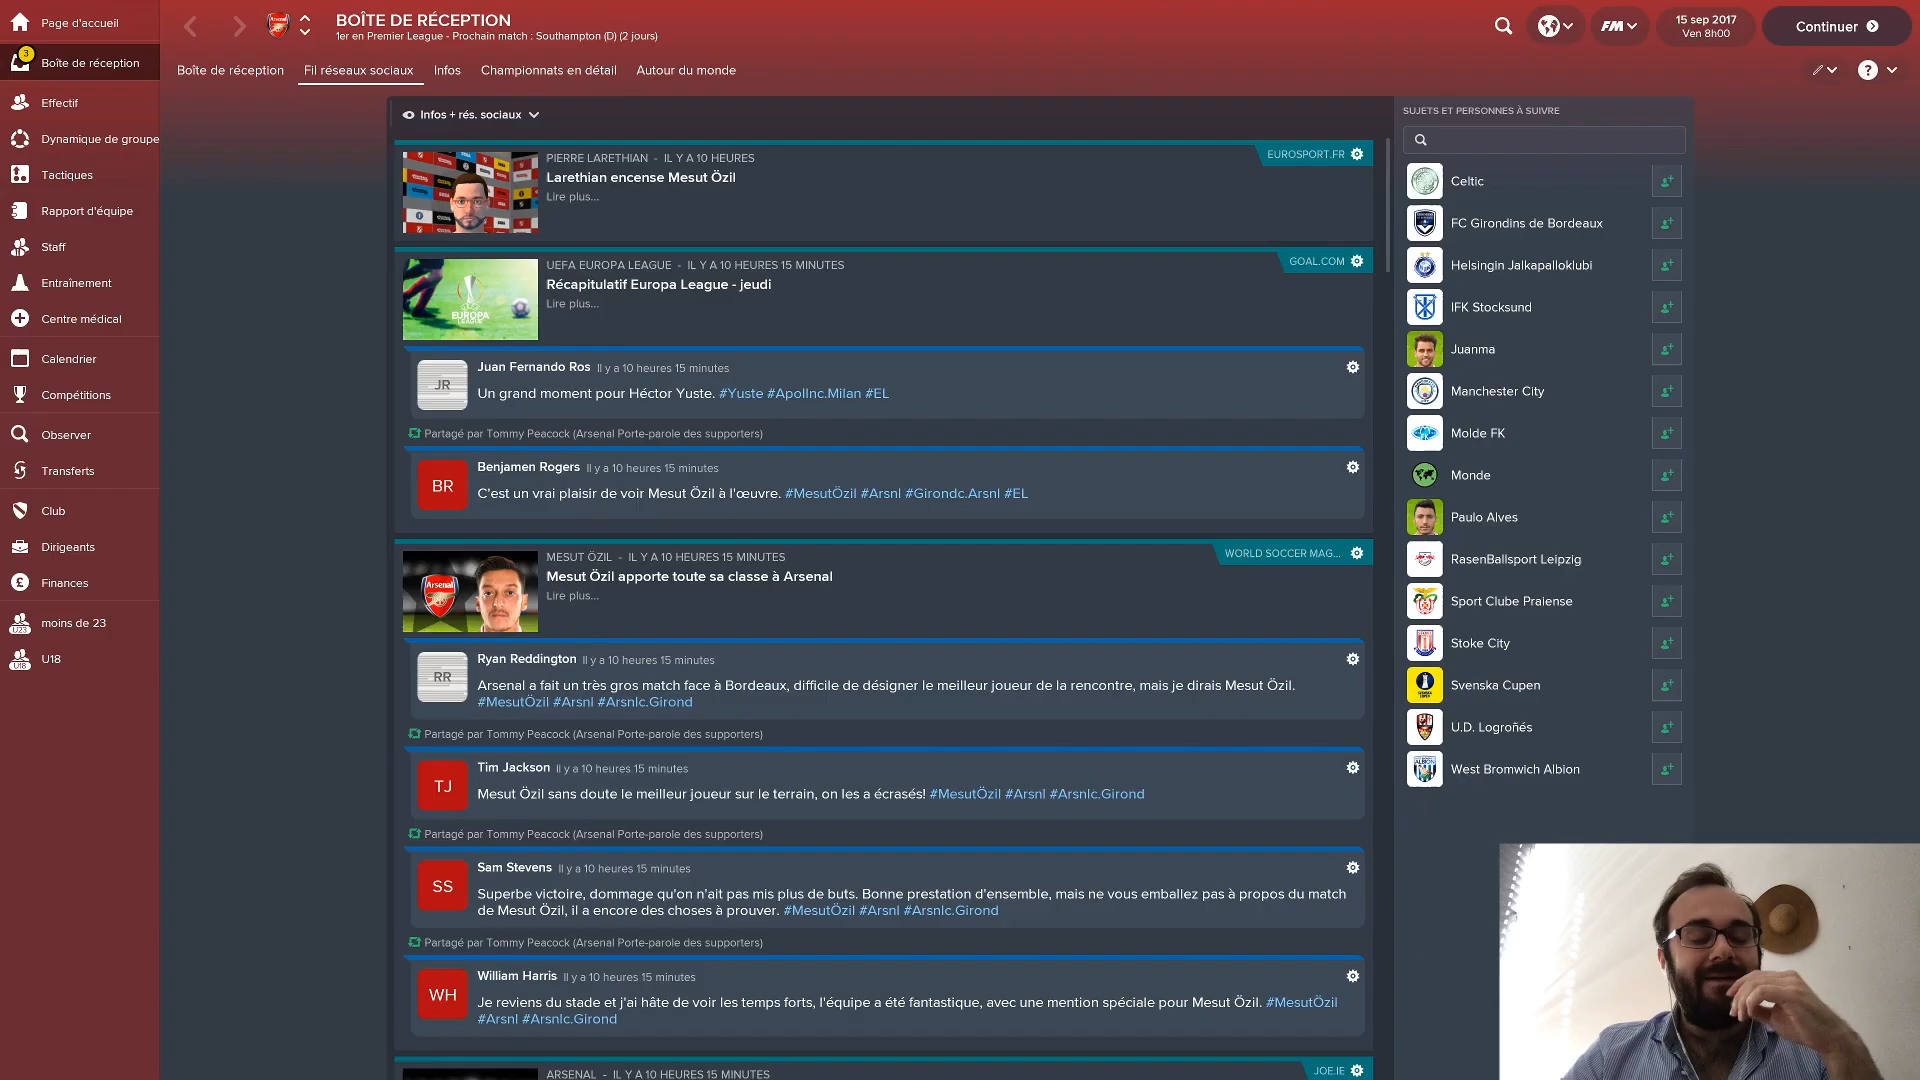 Page d'accueil
3
Boîte de réception
Effectif
Dynamique de groupe
Tactiques
Rapport d'équipe
Staff
Entraînement
Centre médical
Calendrier
Compétitions
Observer
Transferts
Club
Dirigeants
Finances
U23
moins de 23
U18
U18
BOÎTE DE RÉCEPTION
1er en Premier League - Prochain match : Southampton (D) (2 jours)
FM
15 sep 2017
Ven 8h00
Continuer
Boîte de réception
Fil réseaux sociaux
Infos
Championnats en détail
Autour du monde
?
Infos + rés. sociaux
PIERRE LARETHIAN - IL Y A 10 HEURES
EUROSPORT.FR
Larethian encense Mesut Özil
Lire plus...
UEFA EUROPA LEAGUE - IL Y A 10 HEURES 15 MINUTES
GOAL.COM
Récapitulatif Europa League - jeudi
Lire plus...
EUROPA
LEAGUE
JR
Juan Fernando Ros Il y a 10 heures 15 minutes
Un grand moment pour Héctor Yuste. #Yuste #Apollnc.Milan #EL
Partagé par Tommy Peacock (Arsenal Porte-parole des supporters)
BR
Benjamen Rogers Il y a 10 heures 15 minutes
C'est un vrai plaisir de voir Mesut Özil à l'œuvre. #MesutÖzil #Arsnl #Girondc.Arsnl #EL
MESUT ÖZIL - IL Y A 10 HEURES 15 MINUTES
WORLD SOCCER MAG...
Mesut Özil apporte toute sa classe à Arsenal
Lire plus...
Arsenal
RR
Ryan Reddington Il y a 10 heures 15 minutes
Arsenal a fait un très gros match face à Bordeaux, difficile de désigner le meilleur joueur de la rencontre, mais je dirais Mesut Özil.
#MesutÖzil #Arsnl #Arsnlc.Girond
Partagé par Tommy Peacock (Arsenal Porte-parole des supporters)
TJ
Tim Jackson Il y a 10 heures 15 minutes
Mesut Özil sans doute le meilleur joueur sur le terrain, on les a écrasés! #MesutÖzil #Arsnl #Arsnlc.Girond
Partagé par Tommy Peacock (Arsenal Porte-parole des supporters)
SS
Sam Stevens Il y a 10 heures 15 minutes
Superbe victoire, dommage qu'on n'ait pas mis plus de buts. Bonne prestation d'ensemble, mais ne vous emballez pas à propos du match
de Mesut Özil, il a encore des choses à prouver. #MesutÖzil #Arsnl #Arsnlc.Girond
Partagé par Tommy Peacock (Arsenal Porte-parole des supporters)
WH
William Harris Il y a 10 heures 15 minutes
Je reviens du stade et j'ai hâte de voir les temps forts, l'équipe a été fantastique, avec une mention spéciale pour Mesut Özil. #MesutÖzil
#Arsnl #Arsnlc.Girond
ARSENAL - IL Y A 10 HEURES 15 MINUTES
JOE.IE
SUJETS ET PERSONNES À SUIVRE
Celtic
FC Girondins de Bordeaux
Helsingin Jalkapalloklubi
IFK Stocksund
Juanma
Manchester City
Molde FK
Monde
Paulo Alves
RasenBallsport Leipzig
Sport Clube Praiense
Stoke City
Svenska Cupen
U.D. Logroñés
West Bromwich Albion